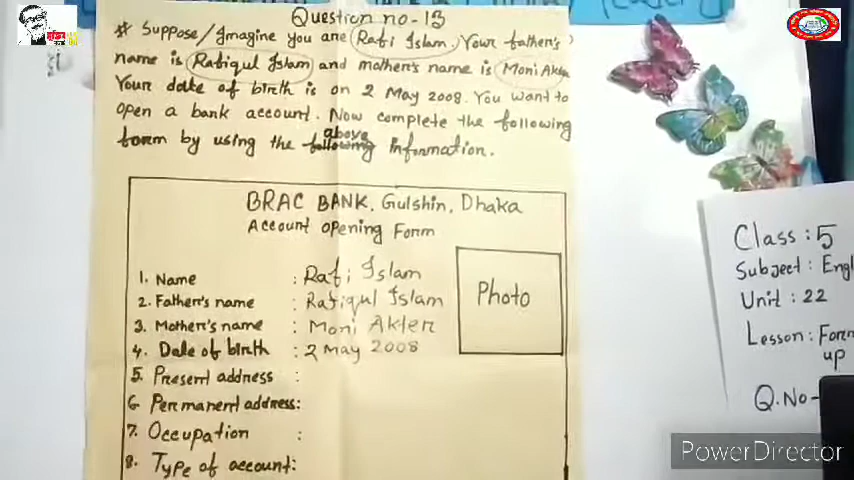 Question no-13
* Suppose/Imagine you are Rafi Islam. Your father's
name is Rafiqul Islam and mother's name is Moni Akter
Your date of birth is on 2 May 2008. You want to
open a bank account. Now complete the following
form by using the following above information.
BRAC BANK, Gulshin, Dhaka
Account opening Form
Photo
1. Name : Rafi Islam
2. Father's name : Rafiqul Islam
3. Mother's name : Moni Akter
4. Date of birth : 2 May 2008
5. Present address :
6 Permanent address:
7. Occupation :
8. Type of account:
Class : 5
Subject : Engl
Unit : 22
Lesson : Form
up
Q.No-
PowerDirector